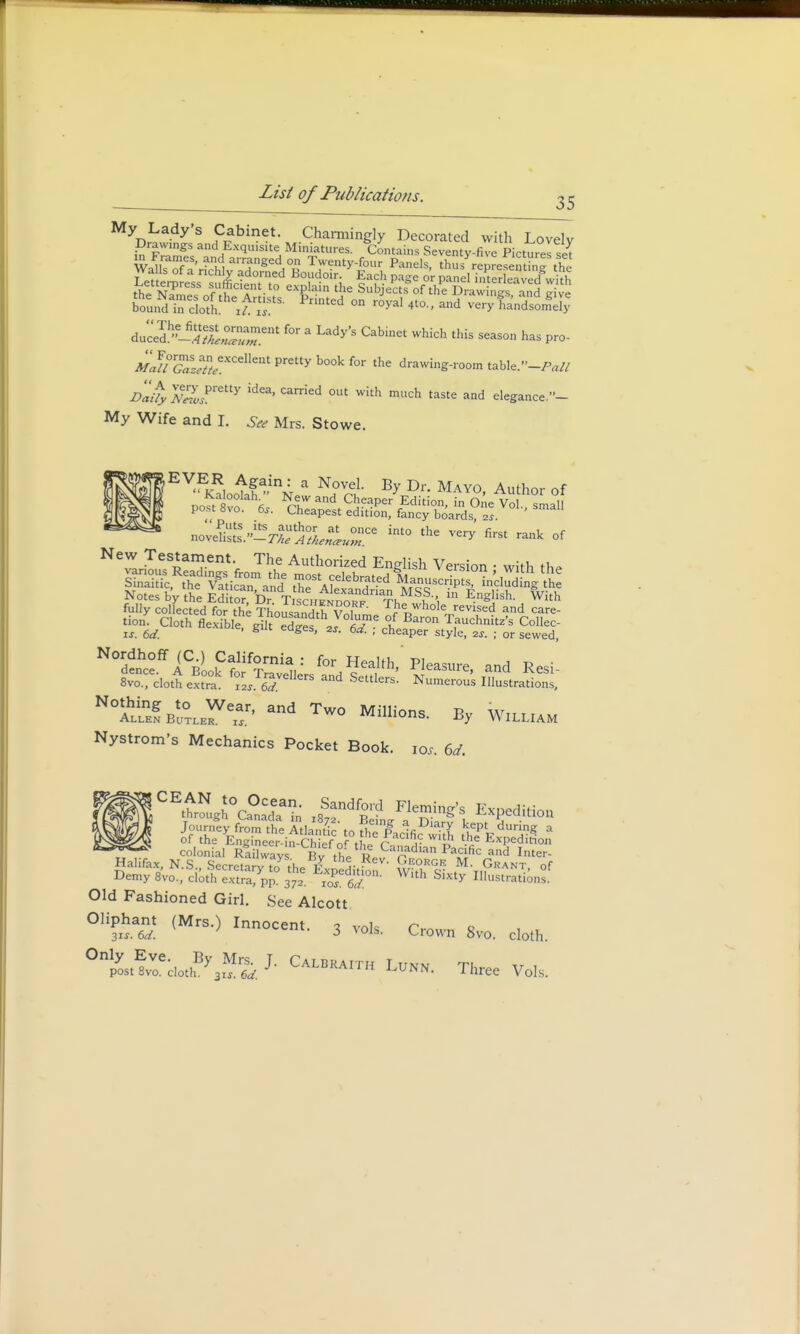 List of Publications.
35
My Lady's Cabinet. Charmingly Decorated with Lovely
Drawings and Exquisite Miniatures. Contains Seventy-five Pictures set
in Frames, and arranged on Twenty-four Panels, thus representing the
Walls of a richly adorned Boudoir. Each page or panel interleaved with
Letterpress sufficient to explain the Subjects of the Drawings, and give
the Names of the Artists. Printed on royal 4to., and very handsomely
bound in cloth. 1l. 1s.
"The fittest ornament for a Lady's Cabinet which this season has pro-
duced."—Athenæum.
"Forms an excellent pretty book for the drawing-room table."—Pall
Mall Gazette.
"A very pretty idea, carried out with much taste and elegance."—
Daily News.
My Wife and I. See Mrs. Stowe.
NEVER Again: a Novel. By Dr. MAYO, Author of
"Kaloolah." New and Cheaper Edition, in One Vol., small
post 8vo. 6s. Cheapest edition, fancy boards, 2s.
"Puts its author at once into the very first rank of
novelists."—The Athenæum.
New Testament. The Authorized English Version; with the
various Readings from the most celebrated Manuscripts, including the
Sinaitic, the Vatican, and the Alexandrian MSS., in English. With
Notes by the Editor, Dr. TISCHENDORF. The whole revised and care-
fully collected for the Thousandth Volume of Baron Tauchnitz's Collec-
tion. Cloth flexible, gilt edges, 2s. 6d.; cheaper style, 2s.; or sewed,
1s. 6d.
Nordhoff (C.) California: for Health, Pleasure, and Resi-
dence. A Book for Travellers and Settlers. Numerous Illustrations,
8vo., cloth extra. 12s. 6d.
Nothing to Wear, and Two Millions. By WILLIAM
ALLEN BUTLER. 1s.
Nystrom's Mechanics Pocket Book. 10s. 6d.
OCEAN to Ocean. Sandford Fleming's Expedition
through Canada in 1872. Being a Diary kept during a
Journey from the Atlantic to the Pacific with the Expedition
of the Engineer-in-Chief of the Canadian Pacific and Inter-
colonial Railways. By the Rev. GEORGE M. GRANT, of
Halifax, N.S., Secretary to the Expedition. With Sixty Illustrations.
Demy 8vo., cloth extra, pp. 372. 10s. 6d.
Old Fashioned Girl. See Alcott.
Oliphant (Mrs.) Innocent. 3 vols. Crown 8vo. cloth.
31s. 6d.
Only Eve. By Mrs. J. CALBRAITH LUNN. Three Vols.
post 8vo. cloth. 31s. 6d.